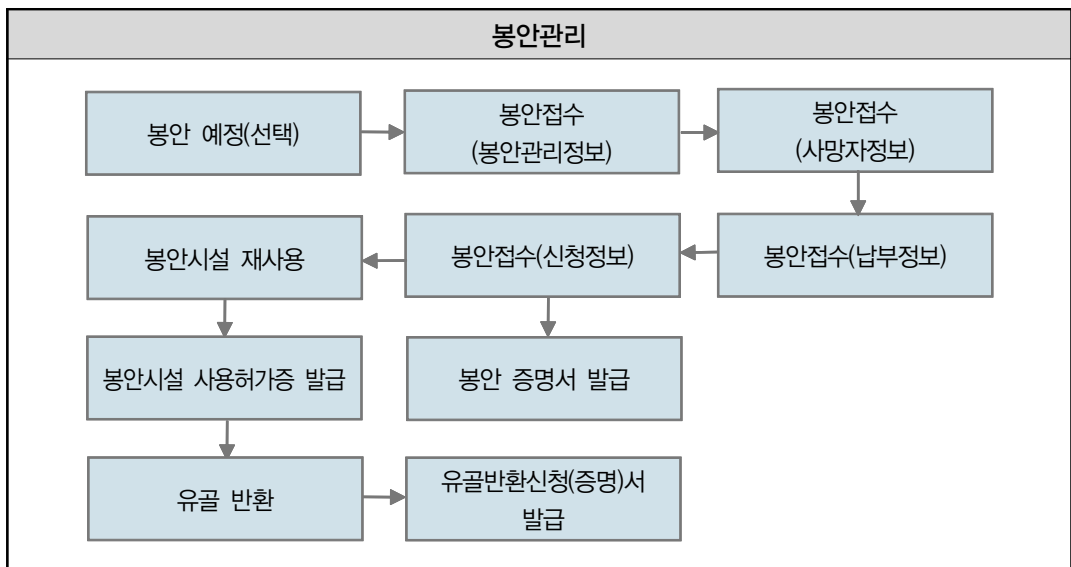 봉안관리
봉안 예정(선택)
봉안접수
(봉안관리정보)
봉안접수
(사망자정보)
봉안시설 재사용
봉안접수(신청정보)
봉안접수(납부정보)
봉안시설 사용허가증 발급
봉안 증명서 발급
유골 반환
유골반환신청(증명)서
발급